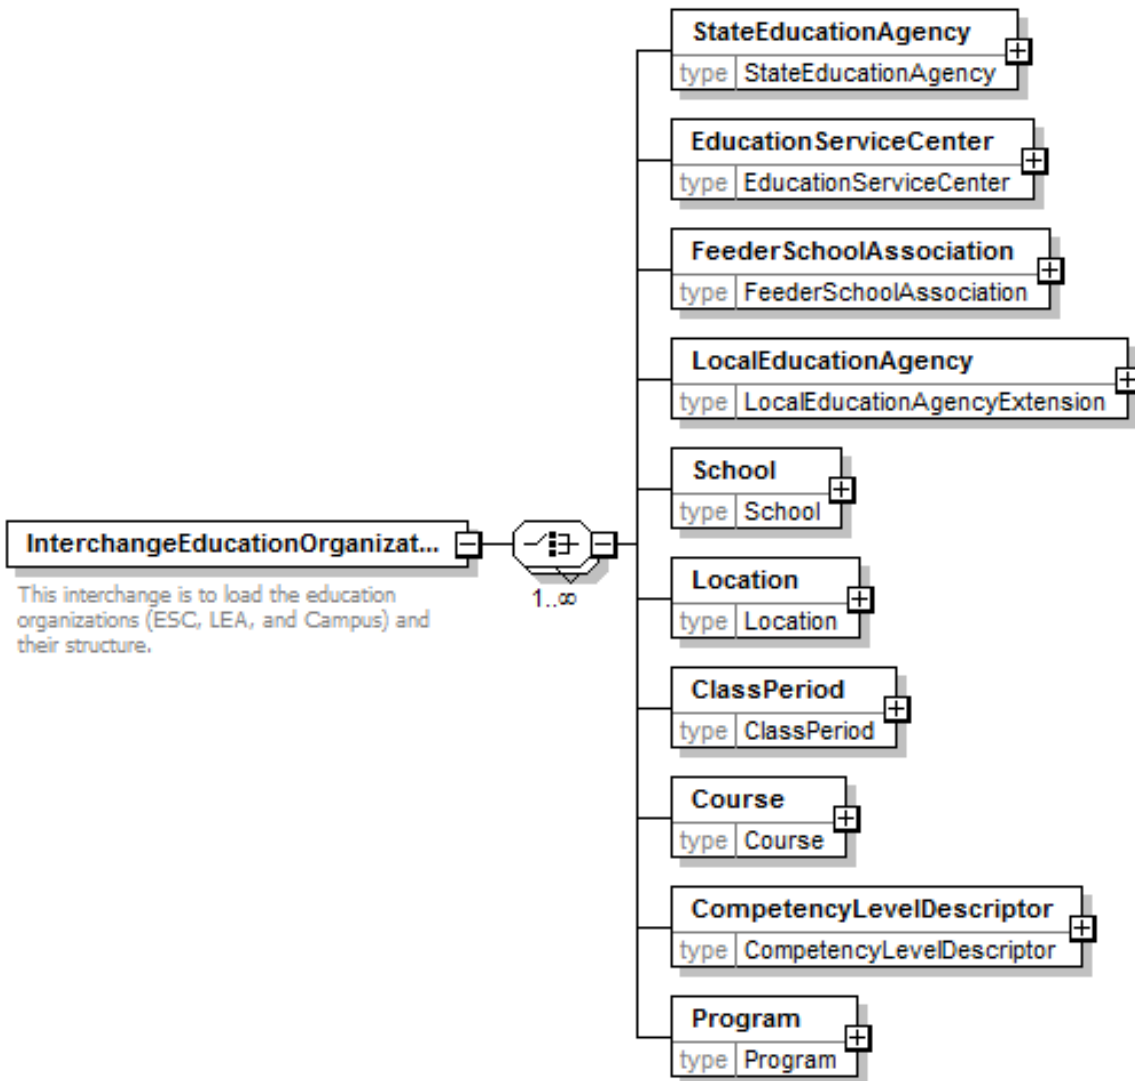 StateEducationAgency
type StateEducationAgency
EducationServiceCenter
type EducationServiceCenter
FeederSchoolAssociation
type FeederSchoolAssociation
LocalEducationAgency
type LocalEducationAgencyExtension
School
type School
InterchangeEducationOrganizat...
This interchange is to load the education
organizations (ESC, LEA, and Campus) and
their structure.
1..∞
Location
type Location
ClassPeriod
type ClassPeriod
Course
type Course
CompetencyLevelDescriptor
type CompetencyLevelDescriptor
Program
type Program